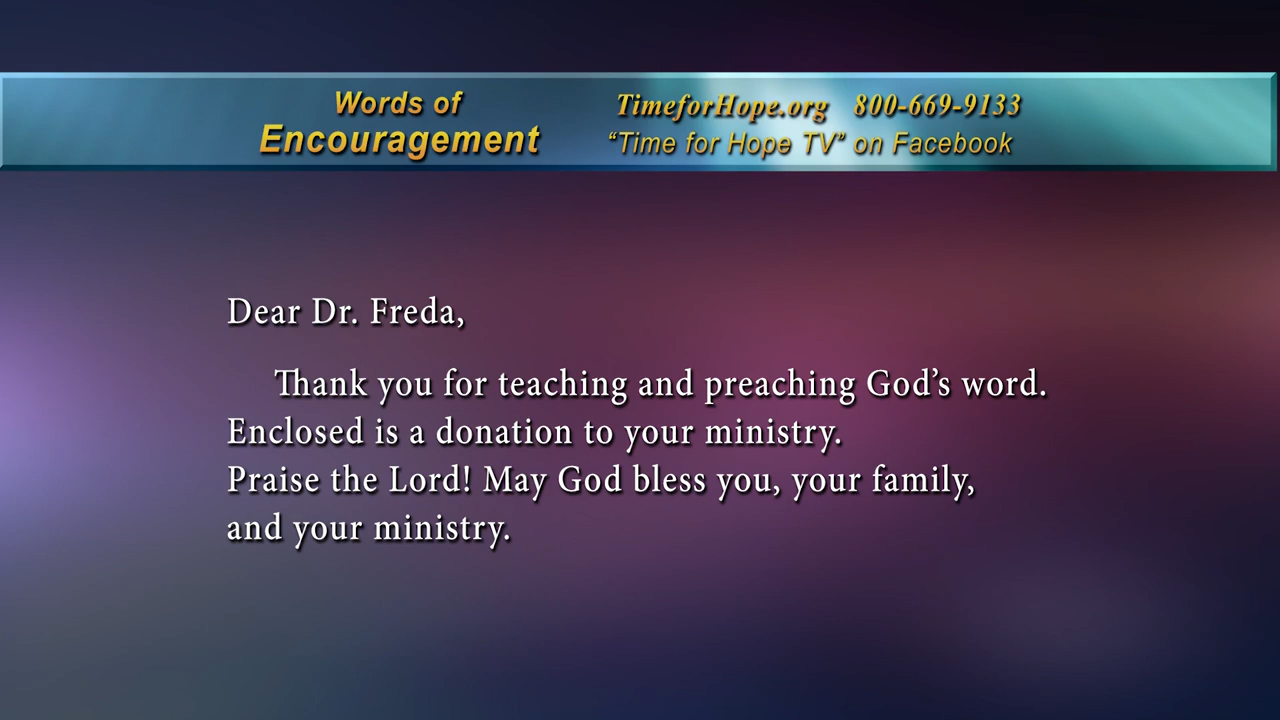 Words of
Encouragement
TimeforHope.org 800-669-9133
“Time for Hope TV” on Facebook
Dear Dr. Freda,
Thank you for teaching and preaching God’s word.
Enclosed is a donation to your ministry.
Praise the Lord! May God bless you, your family,
and your ministry.